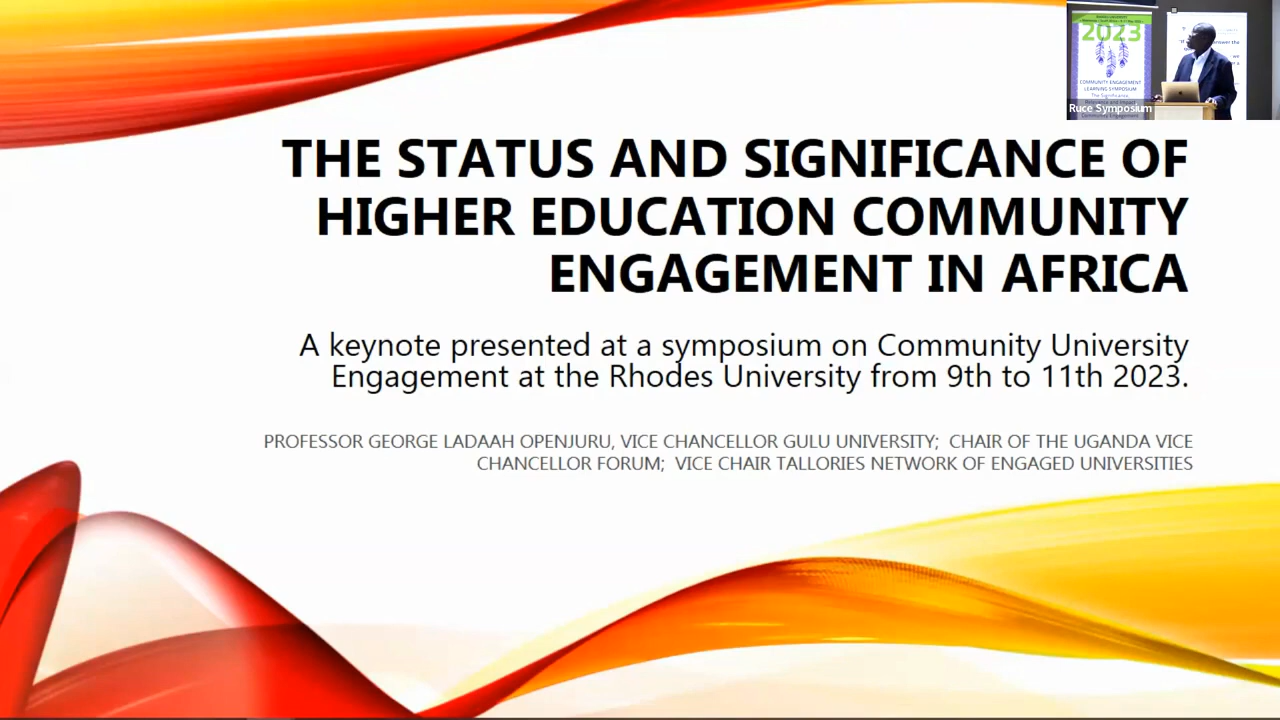 THE STATUS AND SIGNIFICANCE OF
HIGHER EDUCATION COMMUNITY
ENGAGEMENT IN AFRICA
A keynote presented at a symposium on Community University
Engagement at the Rhodes University from 9th to 11th 2023.
PROFESSOR GEORGE LADAAH OPENJURU, VICE CHANCELLOR GULU UNIVERSITY; CHAIR OF THE UGANDA VICE
CHANCELLOR FORUM; VICE CHAIR TALLORIES NETWORK OF ENGAGED UNIVERSITIES
2023
COMMUNITY ENGAGEMENT
LEARNING SYMPOSIUM
The Significance,
Ruce Symposium